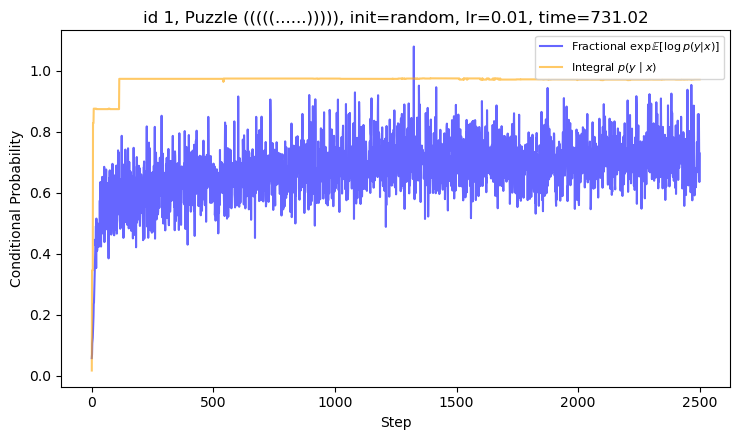 id 1, Puzzle (((((......))))), init=random, lr=0.01, time=731.02
Fractional exp𝔼[log p(y|x)]
Integral p(y | x)
Conditional Probability
1.0
0.8
0.6
0.4
0.2
0.0
0 500 1000 1500 2000 2500
Step